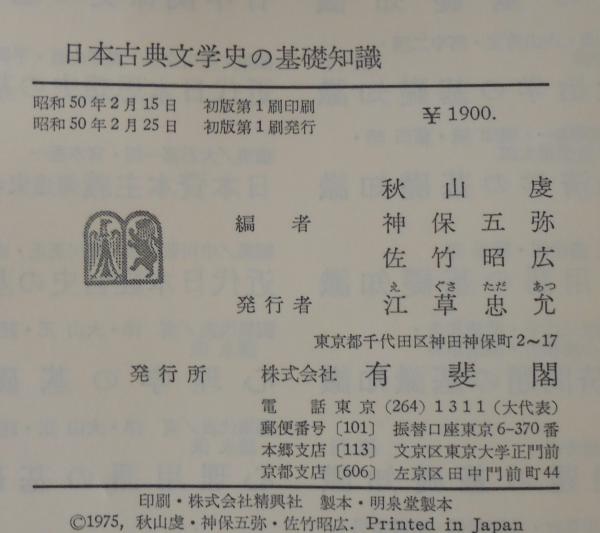 日本古典文学史の基礎知識
昭和50年2月15日 初版第1刷印刷
昭和50年2月25日 初版第1刷発行
¥ 1900.
秋山虔
編者 神保五弥
佐竹昭広
え ぐさ ただ あつ
発行者 江草忠允
東京都千代田区神田神保町2~17
発行所 株式会社 有斐閣
電話 東京 (264) 1311 (大代表)
郵便番号〔101〕 振替口座東京6-370番
本郷支店〔113〕 文京区東京大学正門前
京都支店〔606〕 左京区田中門前町44
印刷・株式会社精興社 製本・明泉堂製本
©1975, 秋山虔・神保五弥・佐竹昭広. Printed in Japan